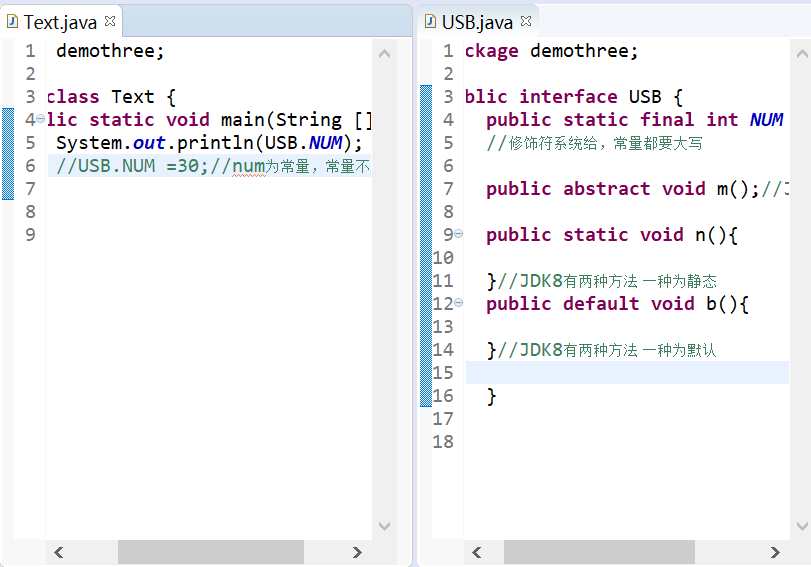 Text.java
1 demothree;
2
3 class Text {
4 lic static void main(String []
5 System.out.println(USB.NUM);
6 //USB.NUM =30;//num为常量，常量不
7
8
9
USB.java
1 ckage demothree;
2
3 blic interface USB {
4 public static final int NUM
5 //修饰符系统给，常量都要大写
6
7 public abstract void m();//J
8
9 public static void n(){
10
11 }//JDK8有两种方法 一种为静态
12 public default void b(){
13
14 }//JDK8有两种方法 一种为默认
15
16 }
17
18